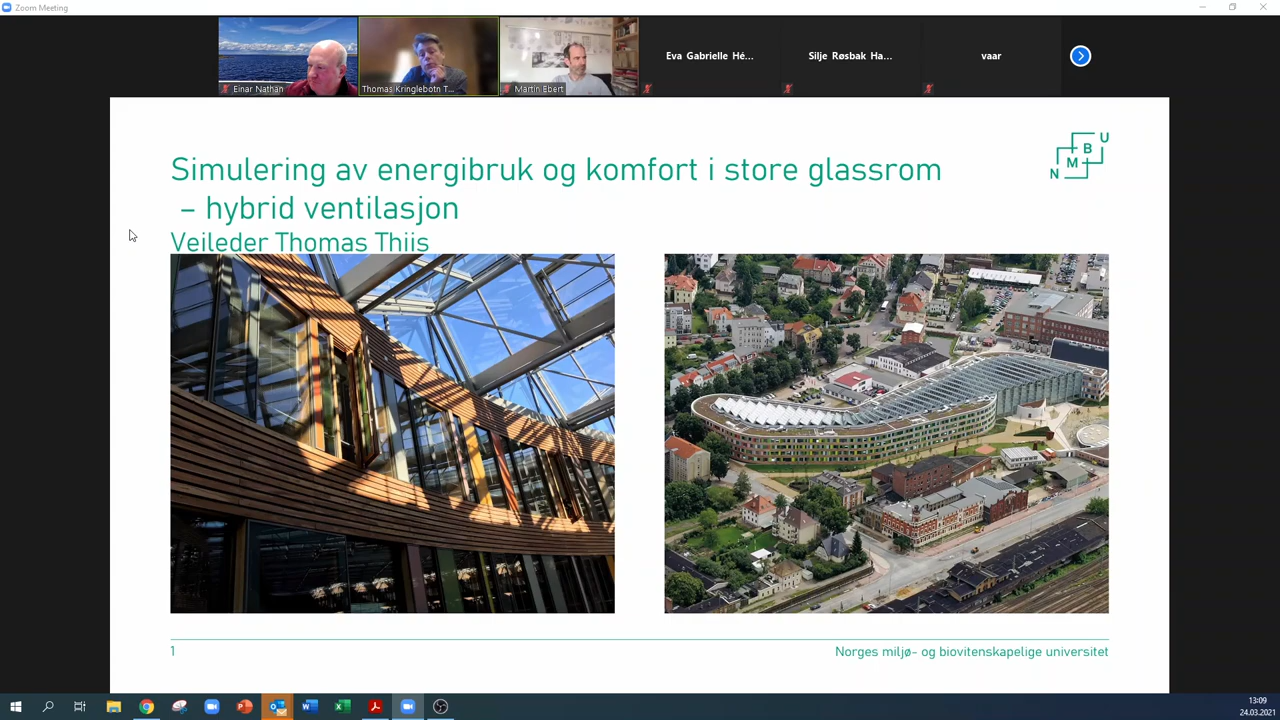 Zoom Meeting
Einar Nathan
Thomas Kringlebotn T...
Martin Ebert
Eva Gabrielle Hé...
Silje Røsbak Ha...
vaar
Simulering av energibruk og komfort i store glassrom
– hybrid ventilasjon
Veileder Thomas Thiis
N M B U
1
Norges miljø- og biovitenskapelige universitet
13:09
24.03.2021